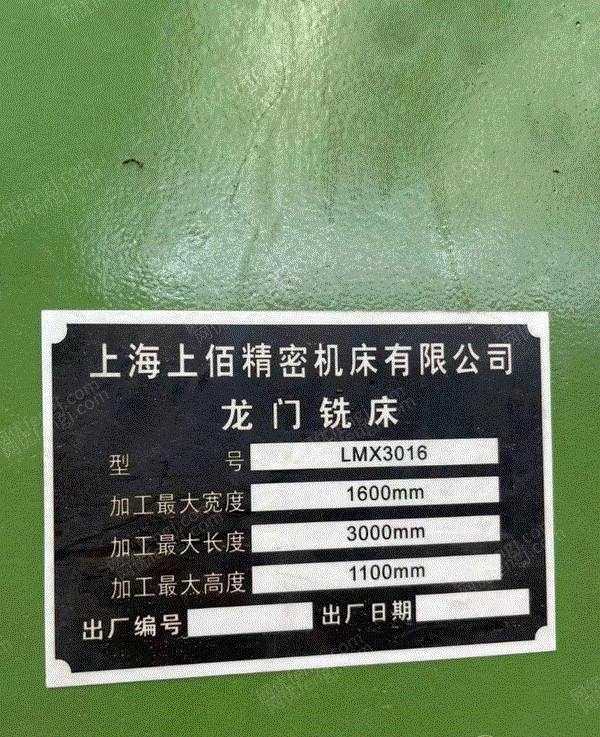 上海上佰精密机床有限公司
龙门铣床
型号 LMX3016
加工最大宽度 1600mm
加工最大长度 3000mm
加工最大高度 1100mm
出厂编号 出厂日期